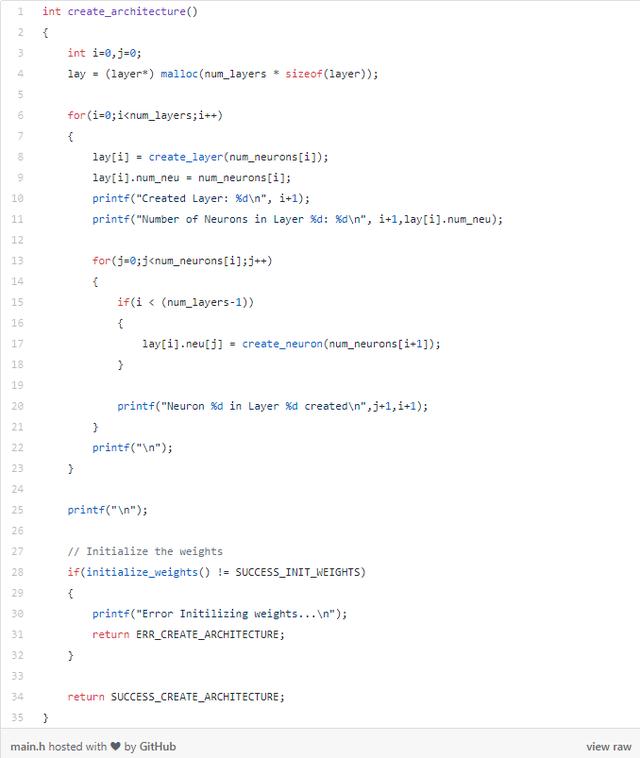 1 int create_architecture()
2 {
3     int i=0,j=0;
4     lay = (layer*) malloc(num_layers * sizeof(layer));
5
6     for(i=0;i<num_layers;i++)
7     {
8         lay[i] = create_layer(num_neurons[i]);
9         lay[i].num_neu = num_neurons[i];
10         printf("Created Layer: %d\n", i+1);
11         printf("Number of Neurons in Layer %d: %d\n", i+1,lay[i].num_neu);
12
13         for(j=0;j<num_neurons[i];j++)
14         {
15             if(i < (num_layers-1))
16             {
17                 lay[i].neu[j] = create_neuron(num_neurons[i+1]);
18             }
19
20             printf("Neuron %d in Layer %d created\n",j+1,i+1);
21         }
22         printf("\n");
23     }
24
25     printf("\n");
26
27     // Initialize the weights
28     if(initialize_weights() != SUCCESS_INIT_WEIGHTS)
29     {
30         printf("Error Initilizing weights...\n");
31         return ERR_CREATE_ARCHITECTURE;
32     }
33
34     return SUCCESS_CREATE_ARCHITECTURE;
35 }
main.h hosted with ❤ by GitHub view raw